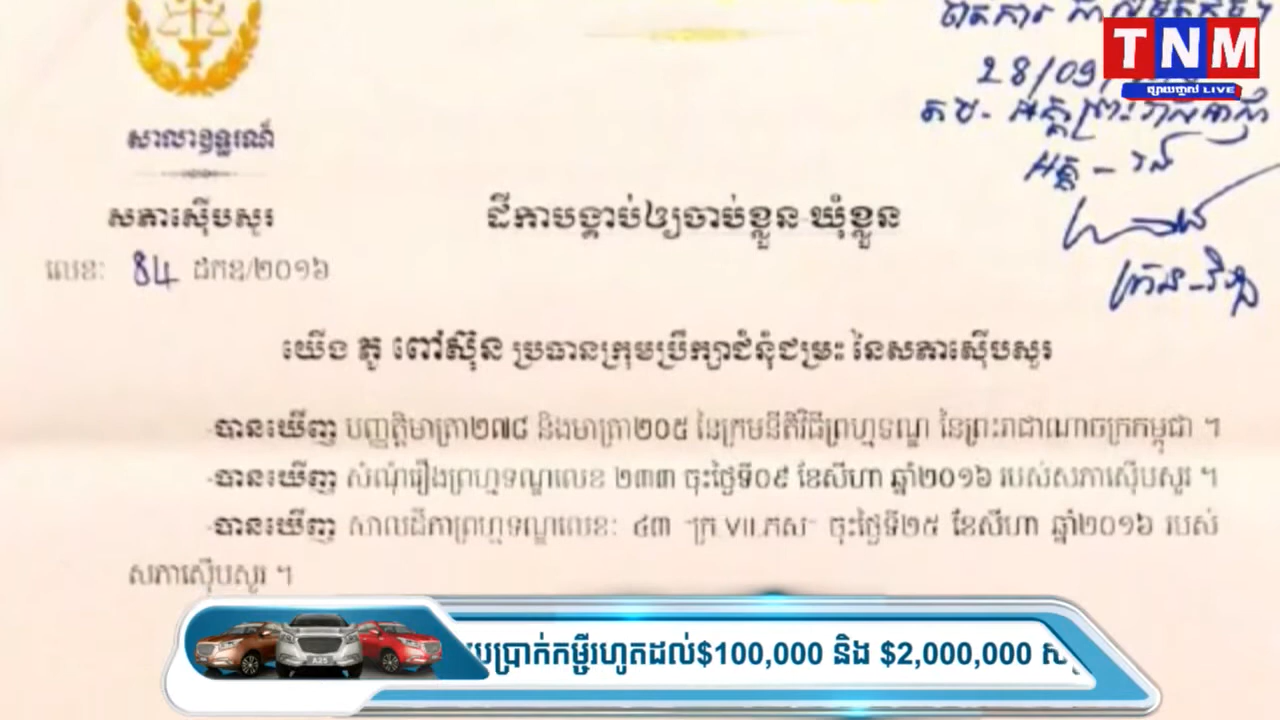 TNM
ផ្សាយផ្ទាល់ LIVE
28/09/
សាលាឧទ្ធរណ៍
សភាស៊ើបសួរ
ដីកាបង្គាប់ឲ្យចាប់ខ្លួន ឃុំខ្លួន
លេខៈ 84 ដកឧ/២០១៦
យើង គូ ពៅស៊ុន ប្រធានក្រុមប្រឹក្សាជំនុំជម្រះ នៃសភាស៊ើបសួរ
-បានឃើញ បញ្ញត្តិមាត្រា២៧៨ និងមាត្រា២០៥ នៃក្រមនីតិវិធីព្រហ្មទណ្ឌ នៃព្រះរាជាណាចក្រកម្ពុជា ។
-បានឃើញ សំណុំរឿងព្រហ្មទណ្ឌលេខ ២៣៣ ចុះថ្ងៃទី០៩ ខែសីហា ឆ្នាំ២០១៦ របស់សភាស៊ើបសួរ ។
-បានឃើញ សាលដីកាព្រហ្មទណ្ឌលេខៈ ៤៣ "ក្រ.VII.ភស" ចុះថ្ងៃទី២៥ ខែសីហា ឆ្នាំ២០១៦ របស់
សភាស៊ើបសួរ ។
ប្រាក់កម្ចីរហូតដល់$100,000 និង $2,000,000
A25